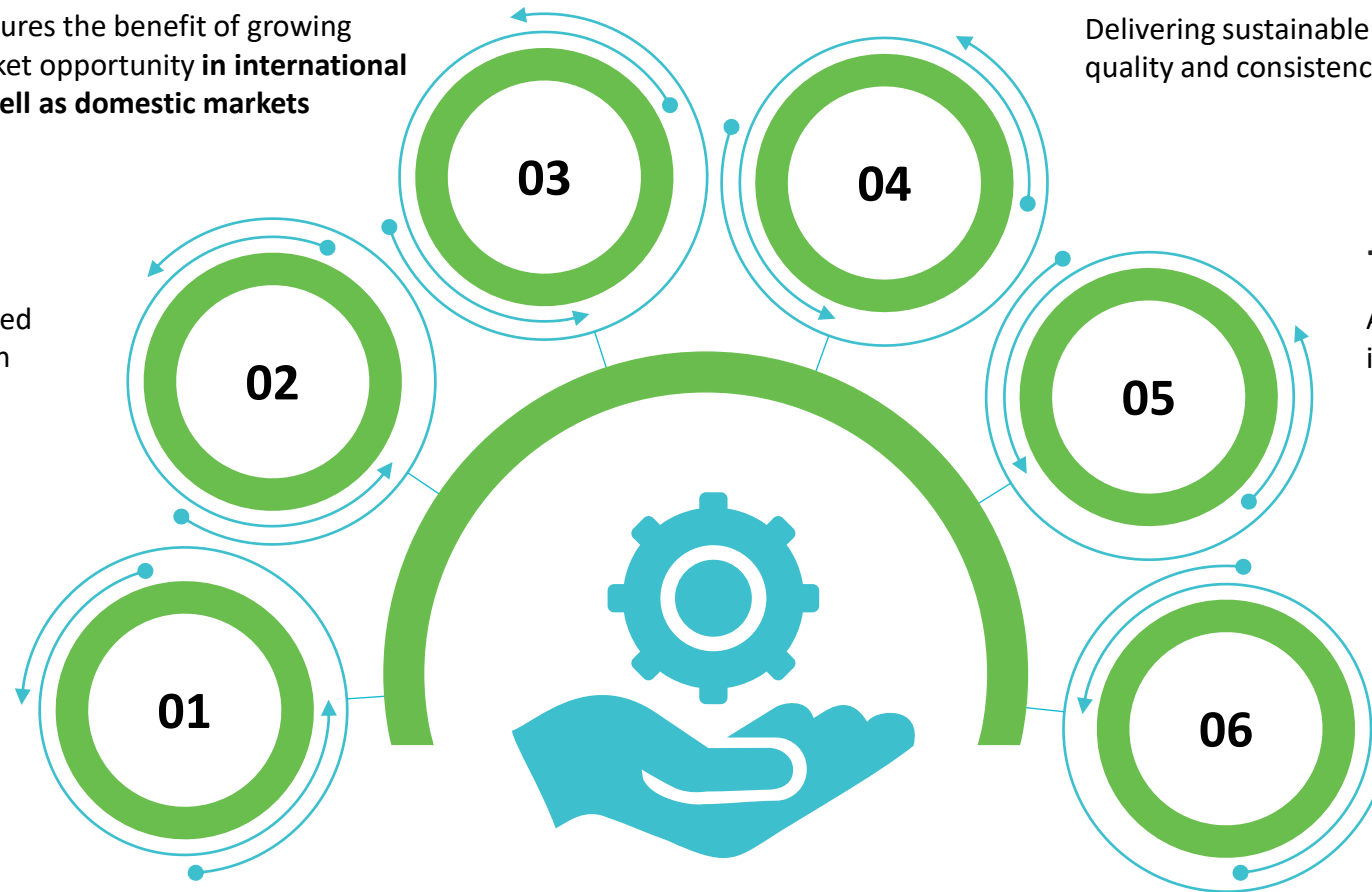 ures the benefit of growing
ket opportunity in international
ell as domestic markets
Delivering sustainable
quality and consistenc
03
04
ed
02
05
01
06